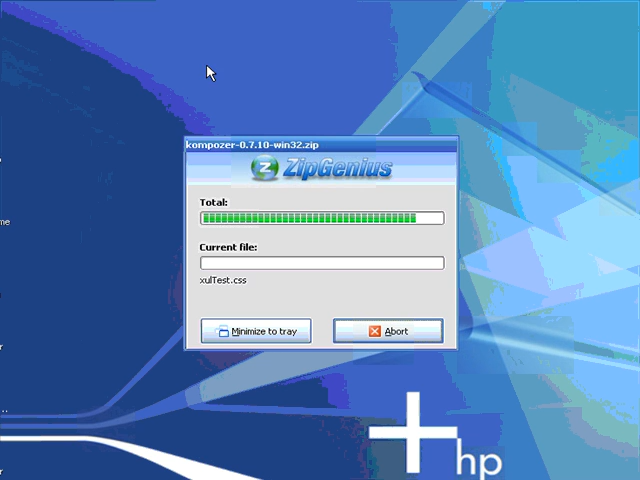 kompozer-0.7.10-win32.zip
ZipGenius
Total:
Current file:
xulTest.css
Minimize to tray
Abort
hp